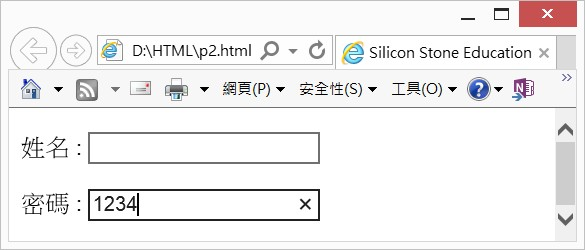 D:\HTML\p2.html
Silicon Stone Education
網頁(P)
安全性(S)
工具(O)
姓名 :
密碼 : 1234